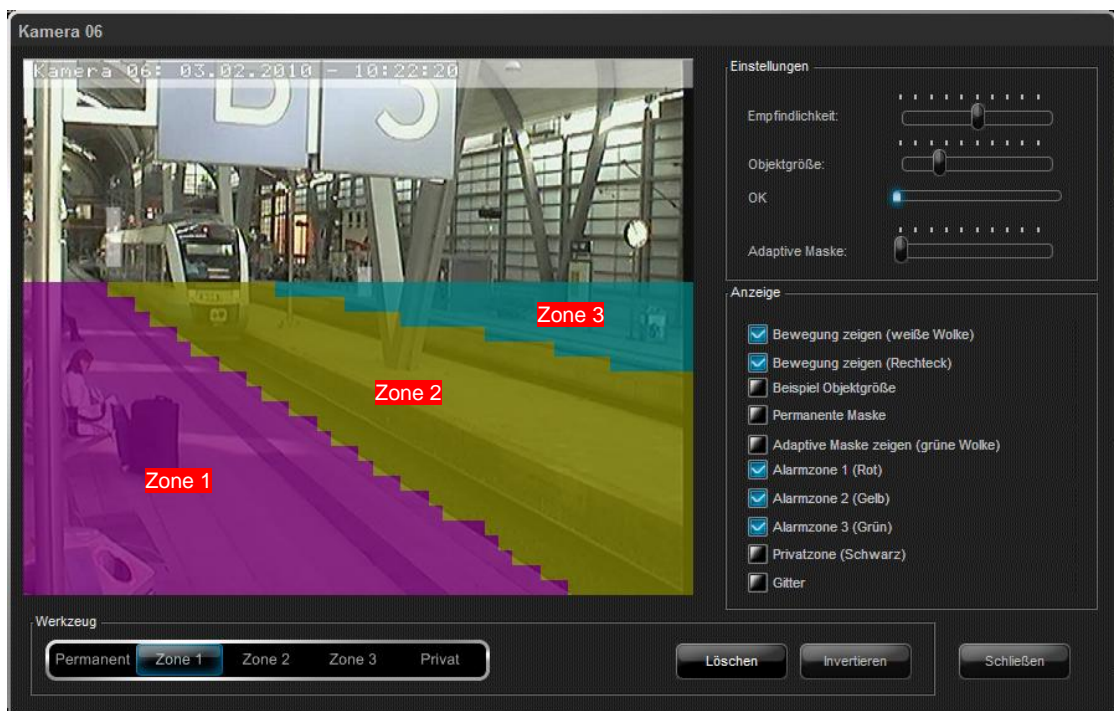 Kamera 06
Kamera 06: 03.02.2010 - 10:22:20
B 3
Zone 3
Zone 2
Zone 1
Einstellungen
Empfindlichkeit:
Objektgröße:
OK
Adaptive Maske:
Anzeige
Bewegung zeigen (weiße Wolke)
Bewegung zeigen (Rechteck)
Beispiel Objektgröße
Permanente Maske
Adaptive Maske zeigen (grüne Wolke)
Alarmzone 1 (Rot)
Alarmzone 2 (Gelb)
Alarmzone 3 (Grün)
Privatzone (Schwarz)
Gitter
Werkzeug
Permanent Zone 1 Zone 2 Zone 3 Privat
Löschen Invertieren Schließen